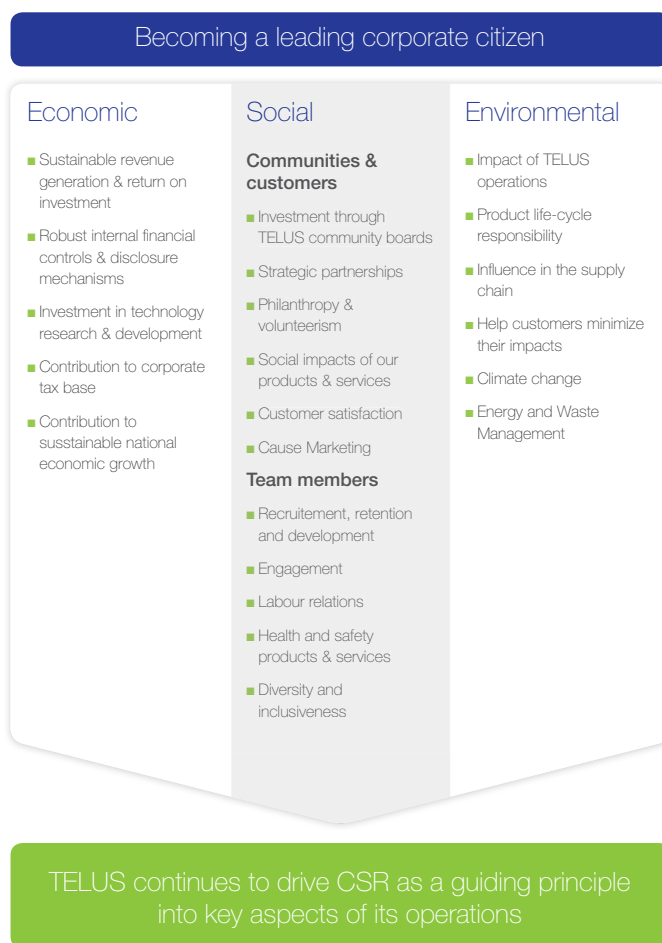 Becoming a leading corporate citizen
Economic
■ Sustainable revenue
generation & return on
investment
■ Robust internal financial
controls & disclosure
mechanisms
■ Investment in technology
research & development
■ Contribution to corporate
tax base
■ Contribution to
susstainable national
economic growth
Social
Communities &
customers
■ Investment through
TELUS community boards
■ Strategic partnerships
■ Philanthropy &
volunteerism
■ Social impacts of our
products & services
■ Customer satisfaction
■ Cause Marketing
Team members
■ Recruitement, retention
and development
■ Engagement
■ Labour relations
■ Health and safety
products & services
■ Diversity and
inclusiveness
Environmental
■ Impact of TELUS
operations
■ Product life-cycle
responsibility
■ Influence in the supply
chain
■ Help customers minimize
their impacts
■ Climate change
■ Energy and Waste
Management
TELUS continues to drive CSR as a guiding principle
into key aspects of its operations